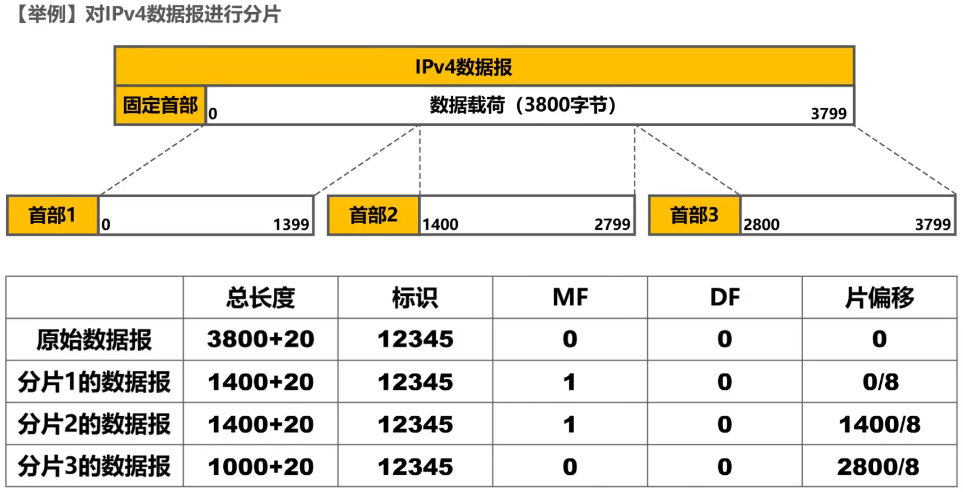 【举例】对IPv4数据报进行分片
IPv4数据报
固定首部 0 数据载荷（3800字节） 3799
首部1 0 1399 首部2 1400 2799 首部3 2800 3799
总长度 标识 MF DF 片偏移
原始数据报 3800+20 12345 0 0 0
分片1的数据报 1400+20 12345 1 0 0/8
分片2的数据报 1400+20 12345 1 0 1400/8
分片3的数据报 1000+20 12345 0 0 2800/8